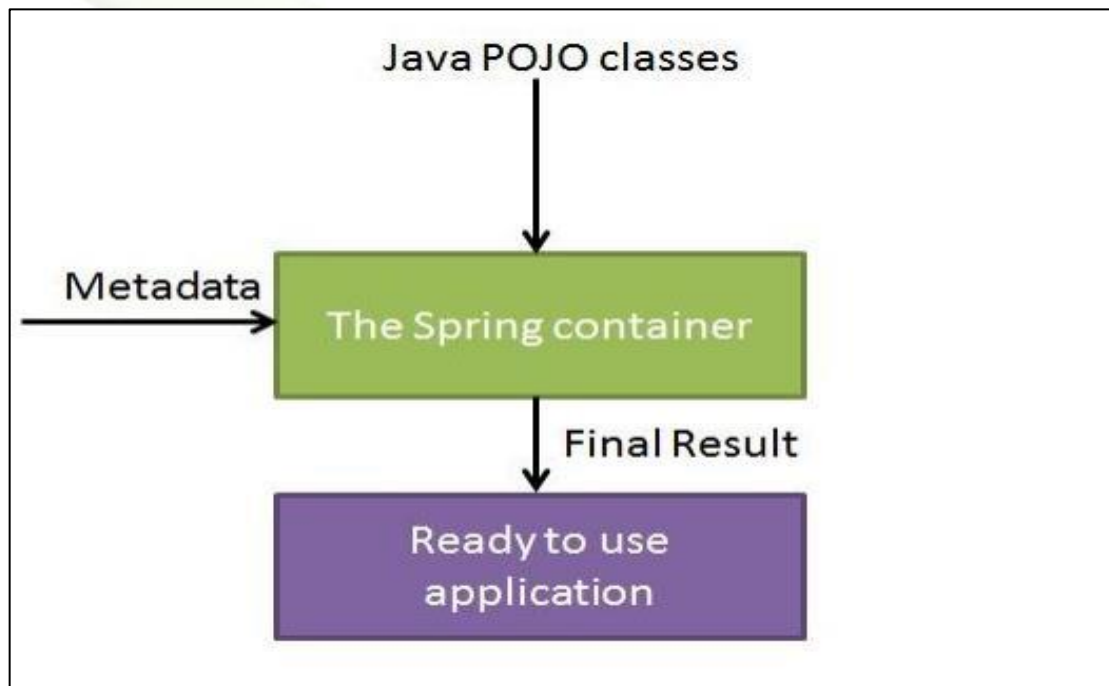 Java POJO classes
Metadata
The Spring container
Final Result
Ready to use
application